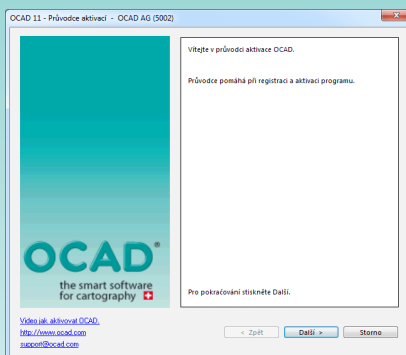 OCAD 11 - Průvodce aktivací - OCAD AG (5002)
Vítejte v průvodci aktivace OCAD.
Průvodce pomáhá při registraci a aktivaci programu.
OCAD®
the smart software
for cartography
Pro pokračování stiskněte Další.
Video jak aktivovat OCAD.
http://www.ocad.com
support@ocad.com
< Zpět
Další >
Storno